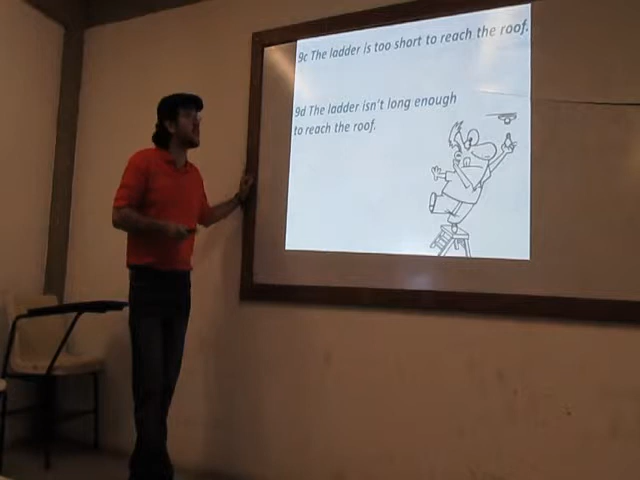 9c The ladder is too short to reach the roof.
9d The ladder isn't long enough
to reach the roof.